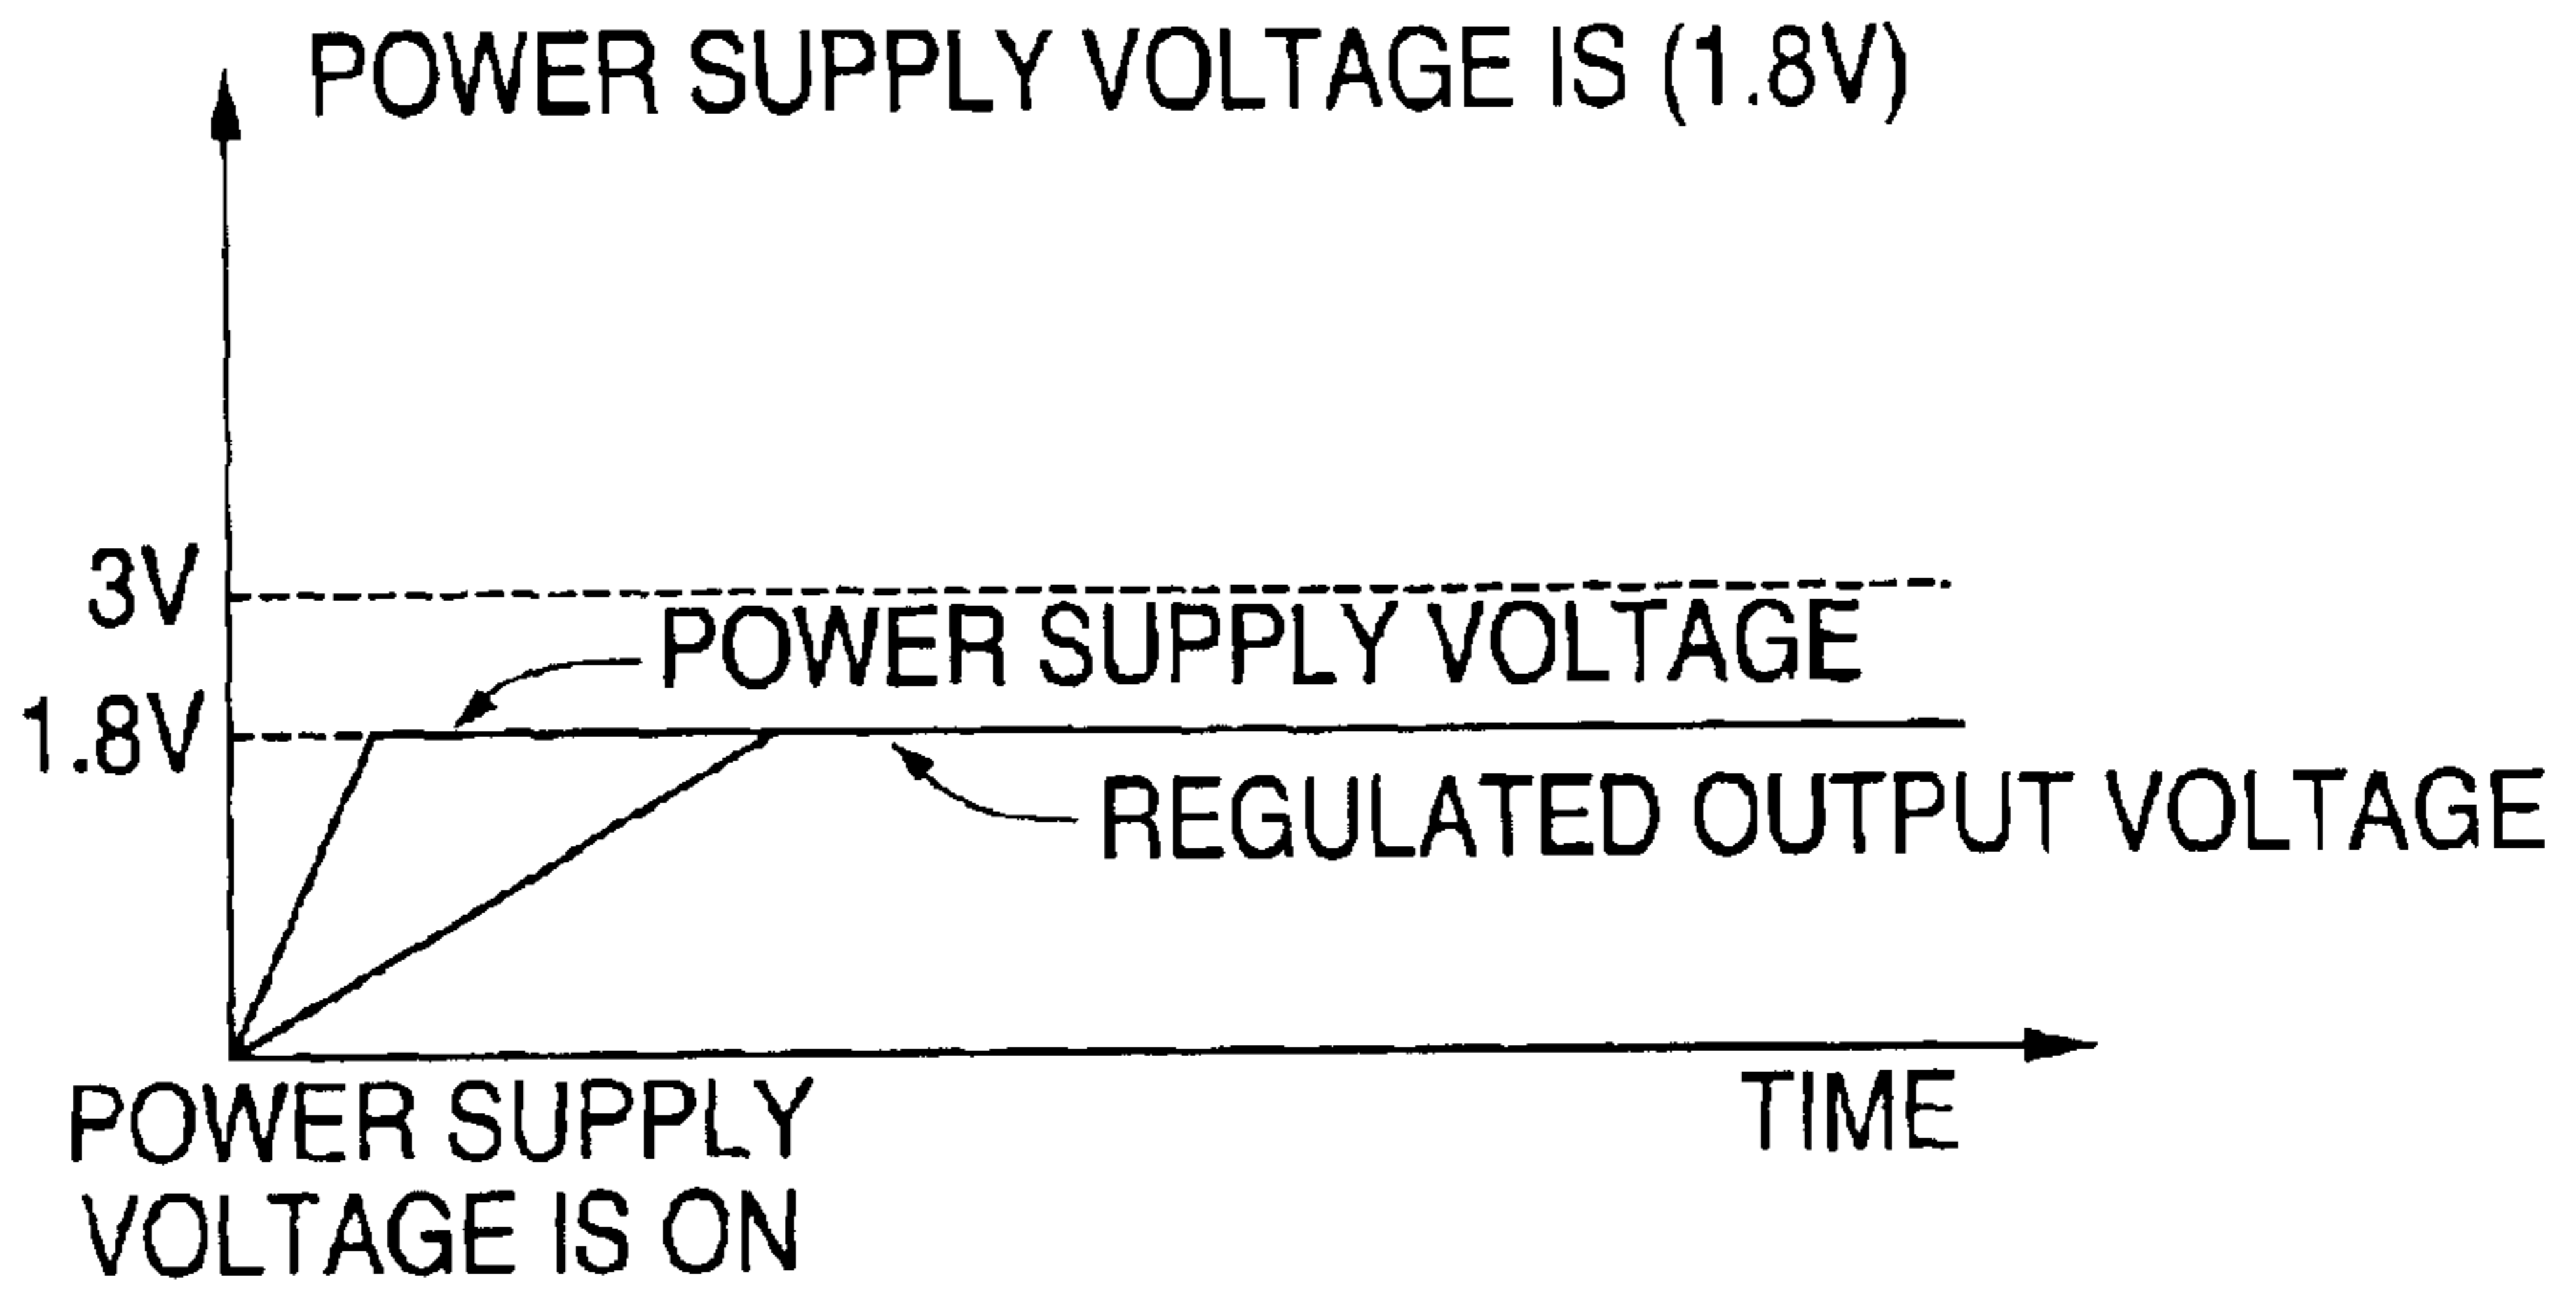 POWER SUPPLY VOLTAGE IS (1.8V)
3V
POWER SUPPLY VOLTAGE
1.8V
REGULATED OUTPUT VOLTAGE
POWER SUPPLY
VOLTAGE IS ON
TIME